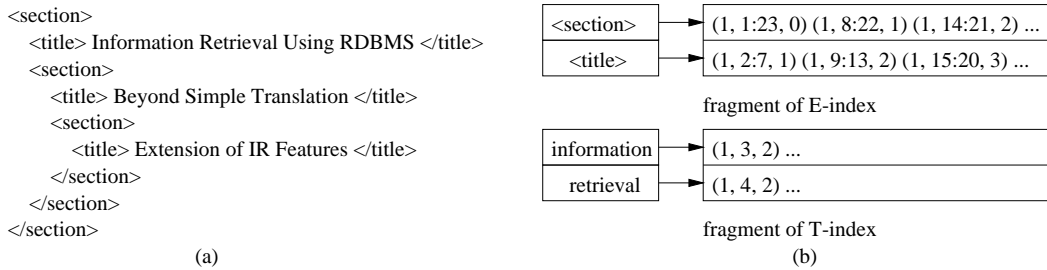 <section>
<title> Information Retrieval Using RDBMS </title>
<section>
<title> Beyond Simple Translation </title>
<section>
<title> Extension of IR Features </title>
</section>
</section>
</section>
(a)
<section> (1, 1:23, 0) (1, 8:22, 1) (1, 14:21, 2) ...
<title> (1, 2:7, 1) (1, 9:13, 2) (1, 15:20, 3) ...
fragment of E-index
information (1, 3, 2) ...
retrieval (1, 4, 2) ...
fragment of T-index
(b)